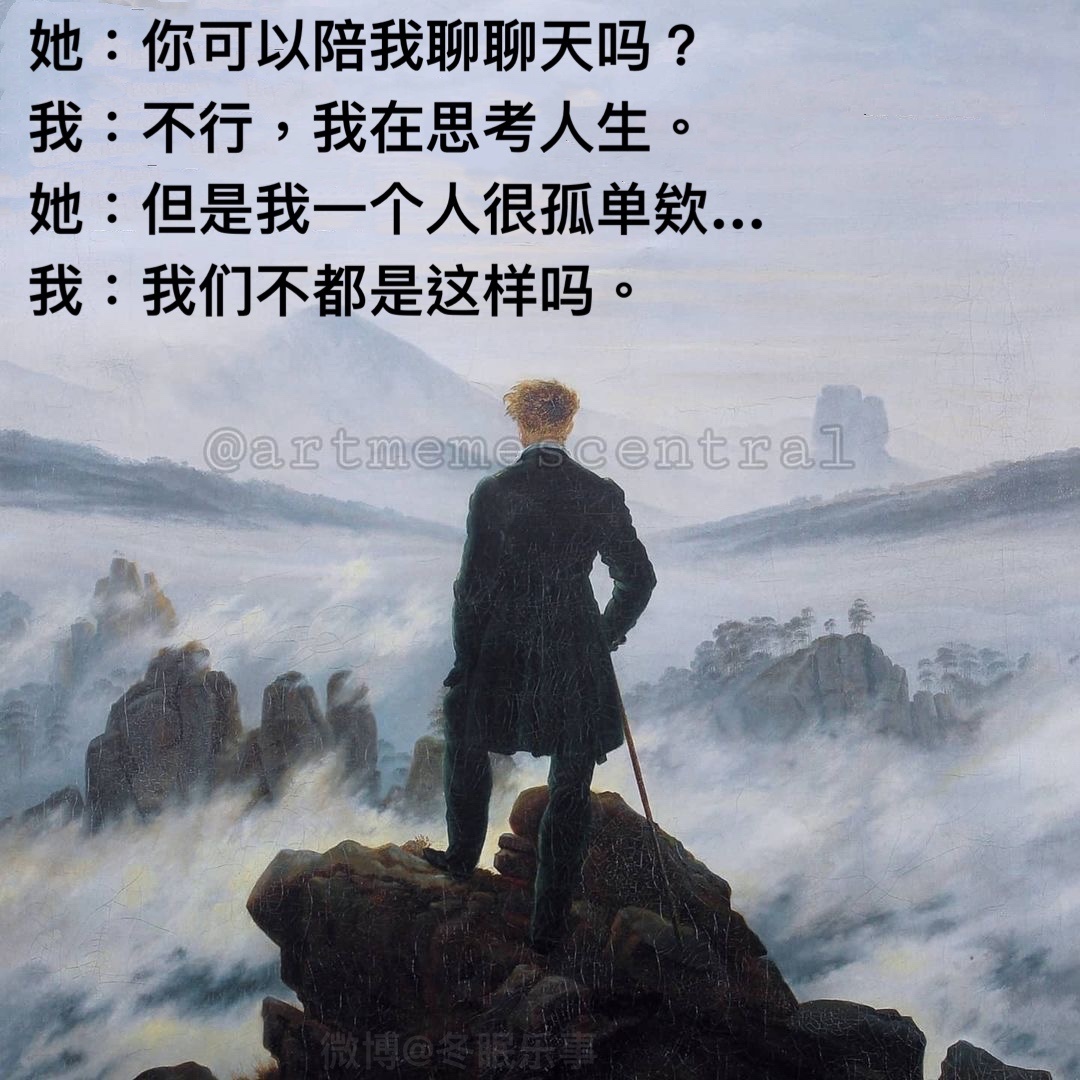 她：你可以陪我聊聊天吗？
我：不行，我在思考人生。
她：但是我一个人很孤单欸...
我：我们不都是这样吗。
@artmemescentral
微博@冬眠乐事